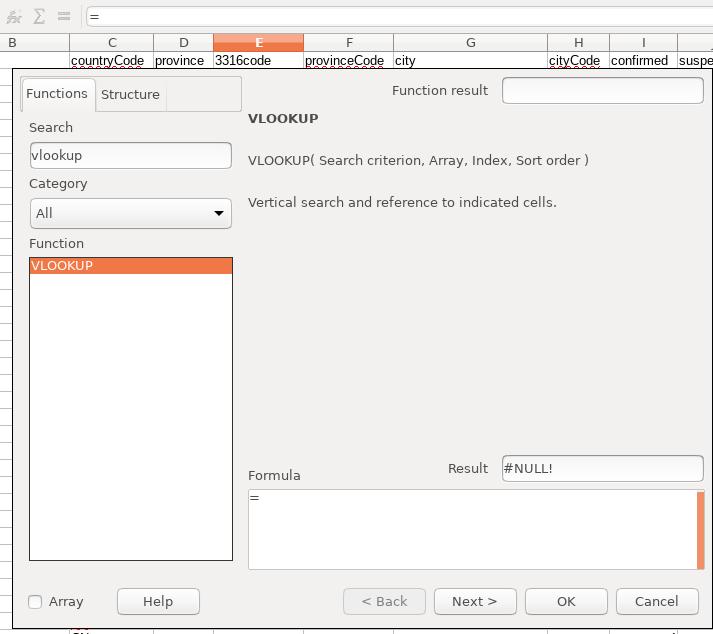 =
B C D E F G H I
countryCode province 3316code provinceCode city cityCode confirmed suspe
Functions Structure
Function result
Search
VLOOKUP
vlookup
VLOOKUP( Search criterion, Array, Index, Sort order )
Category
All
Vertical search and reference to indicated cells.
Function
VLOOKUP
Result #NULL!
Formula
=
Array Help < Back Next > OK Cancel